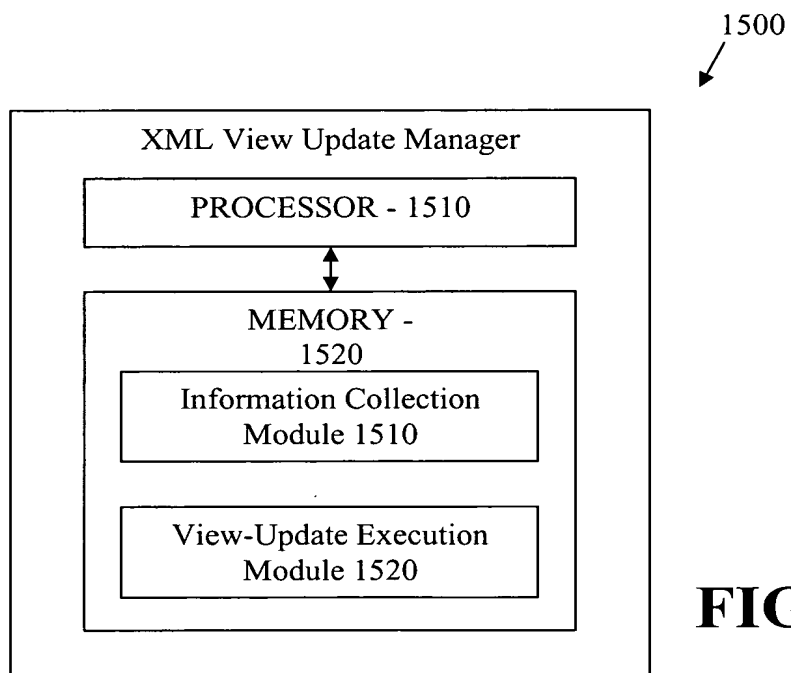 1500
XML View Update Manager
PROCESSOR - 1510
MEMORY -
1520
Information Collection
Module 1510
View-Update Execution
Module 1520
FIG